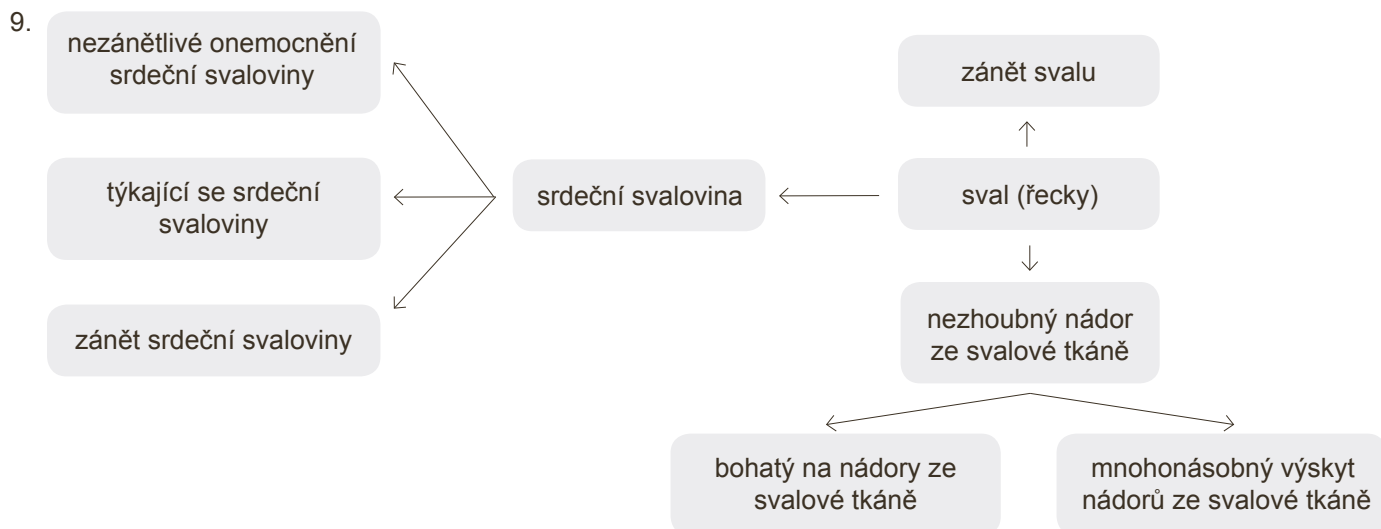 9.
nezánětlivé onemocnění
srdeční svaloviny
zánět svalu
týkající se srdeční
svaloviny
srdeční svalovina
sval (řecky)
zánět srdeční svaloviny
nezhoubný nádor
ze svalové tkáně
bohatý na nádory ze
svalové tkáně
mnohonásobný výskyt
nádorů ze svalové tkáně